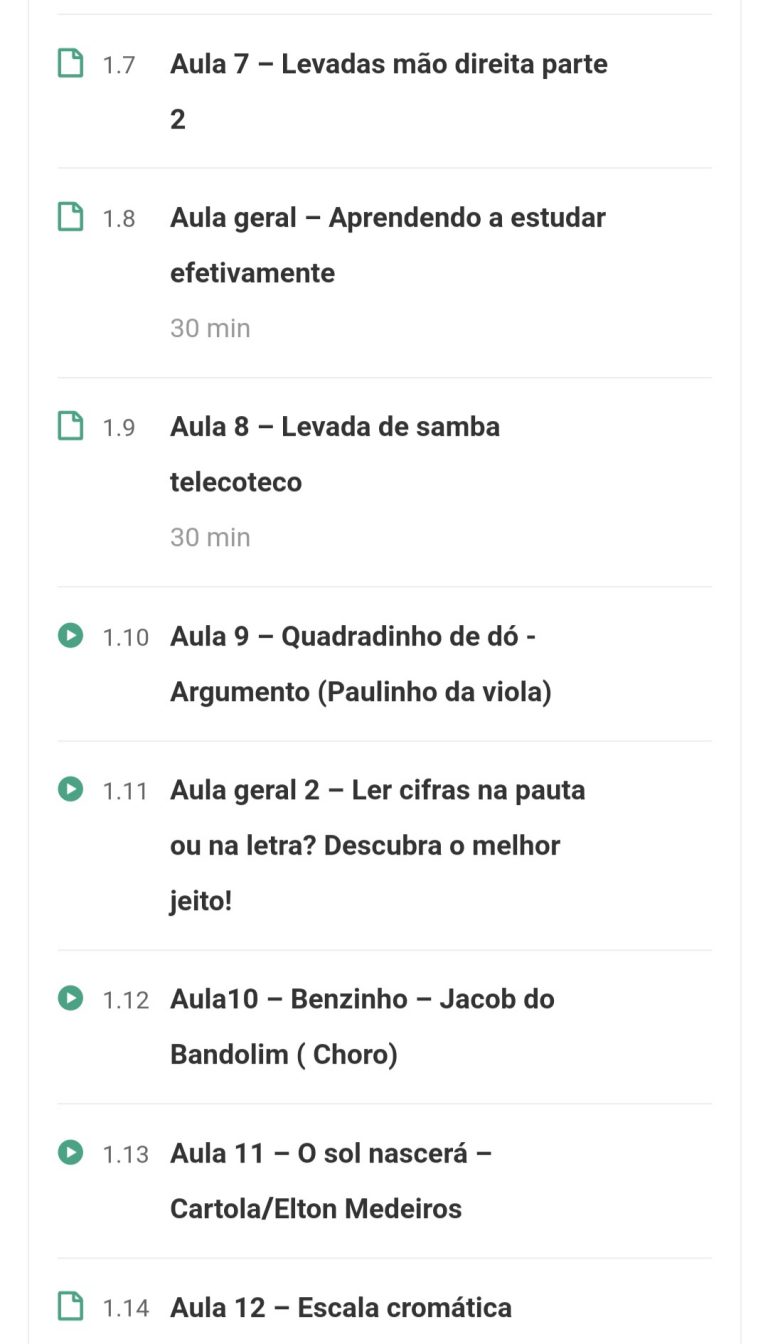 1.7 Aula 7 – Levadas mão direita parte
2
1.8 Aula geral – Aprendendo a estudar
efetivamente
30 min
1.9 Aula 8 – Levada de samba
telecoteco
30 min
1.10 Aula 9 – Quadradinho de dó -
Argumento (Paulinho da viola)
1.11 Aula geral 2 – Ler cifras na pauta
ou na letra? Descubra o melhor
jeito!
1.12 Aula10 – Benzinho – Jacob do
Bandolim ( Choro)
1.13 Aula 11 – O sol nascerá –
Cartola/Elton Medeiros
1.14 Aula 12 – Escala cromática